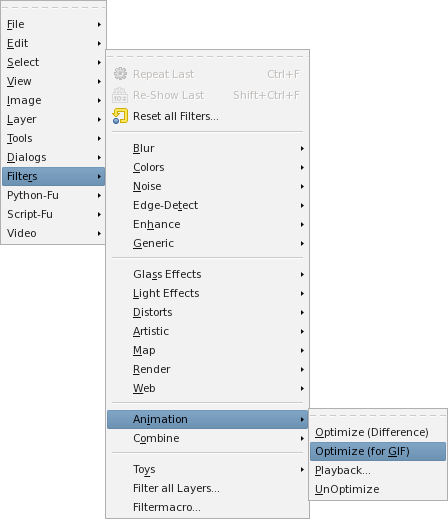 File
Edit
Select
View
Image
Layer
Tools
Dialogs
Filters
Python-Fu
Script-Fu
Video
Repeat Last Ctrl+F
Re-Show Last Shift+Ctrl+F
Reset all Filters...
Blur
Colors
Noise
Edge-Detect
Enhance
Generic
Glass Effects
Light Effects
Distorts
Artistic
Map
Render
Web
Animation
Combine
Toys
Filter all Layers...
Filtermacro...
Optimize (Difference)
Optimize (for GIF)
Playback...
UnOptimize